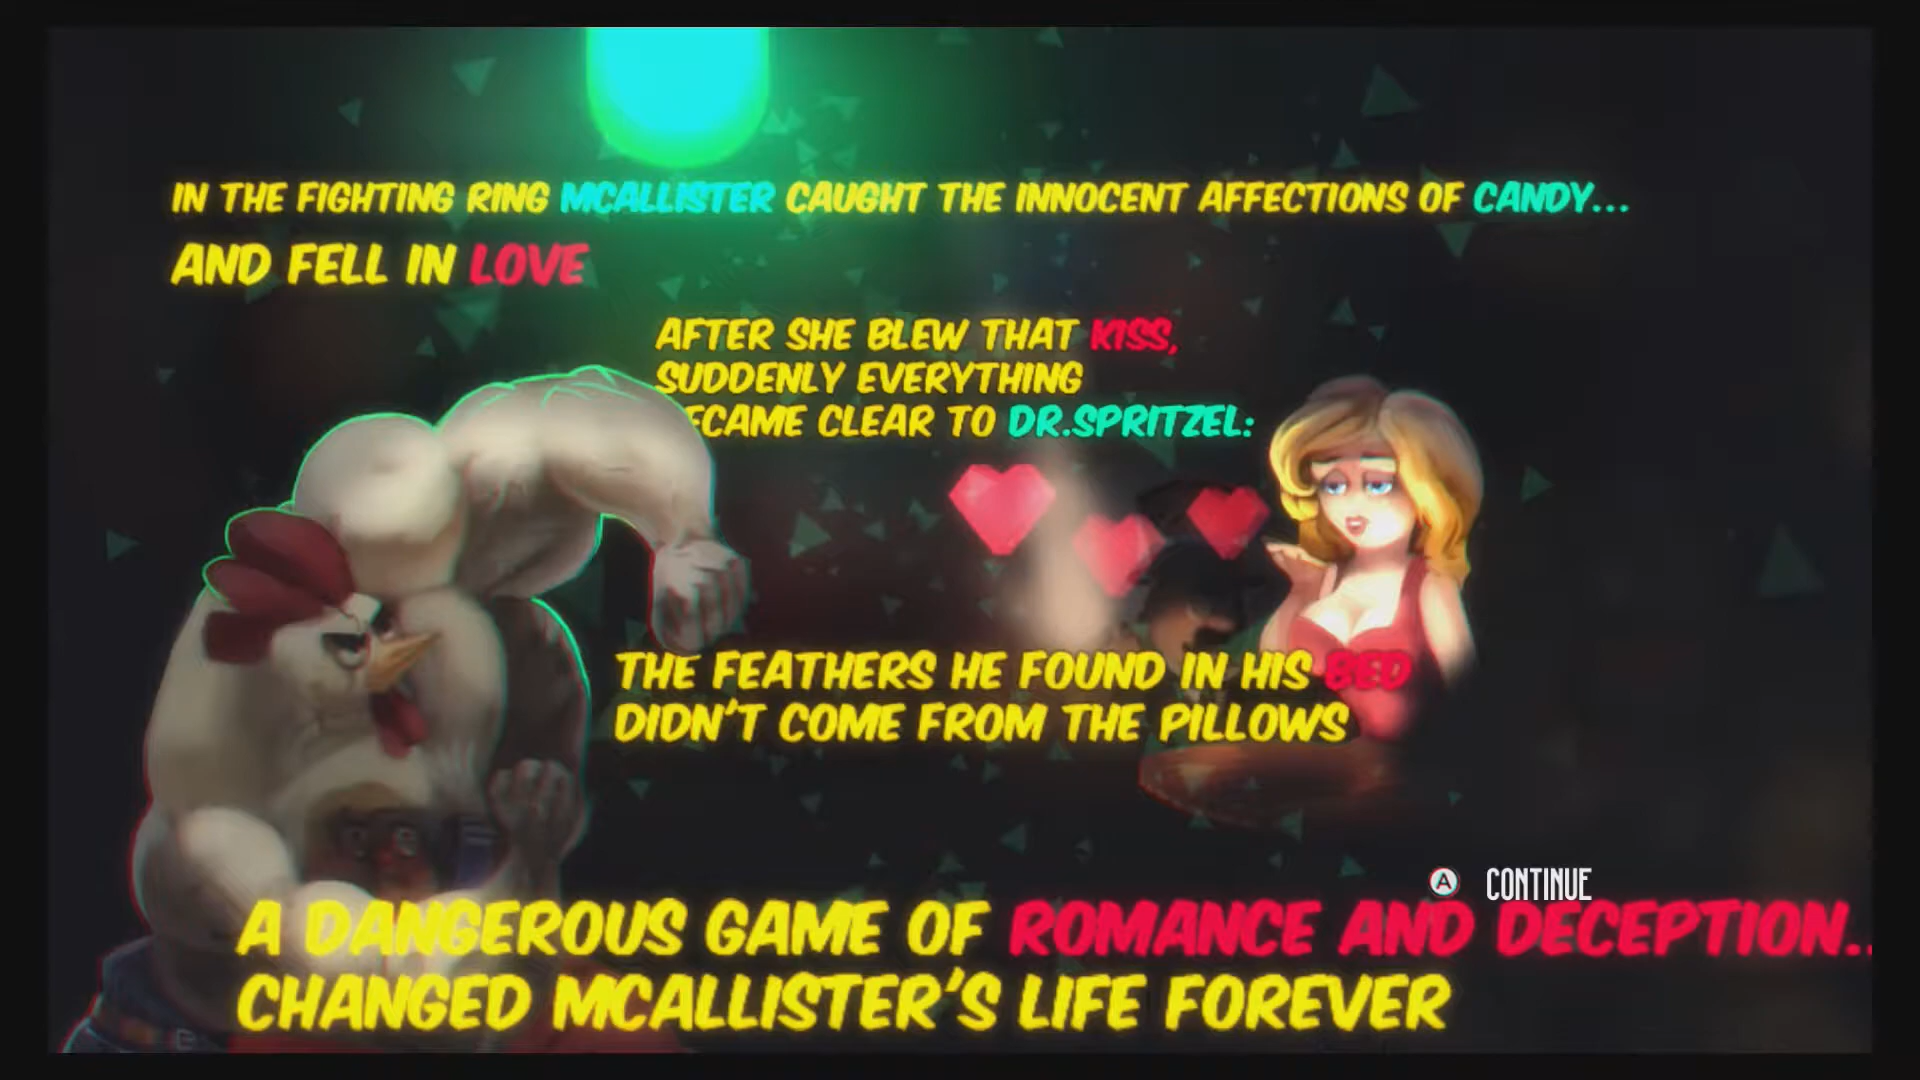 IN THE FIGHTING RING MCALLISTER CAUGHT THE INNOCENT AFFECTIONS OF CANDY...
AND FELL IN LOVE
AFTER SHE BLEW THAT KISS,
SUDDENLY EVERYTHING
ECAME CLEAR TO DR.SPRITZEL:
THE FEATHERS HE FOUND IN HIS BED
DIDN'T COME FROM THE PILLOWS
A CONTINUE
A DANGEROUS GAME OF ROMANCE AND DECEPTION..
CHANGED MCALLISTER'S LIFE FOREVER